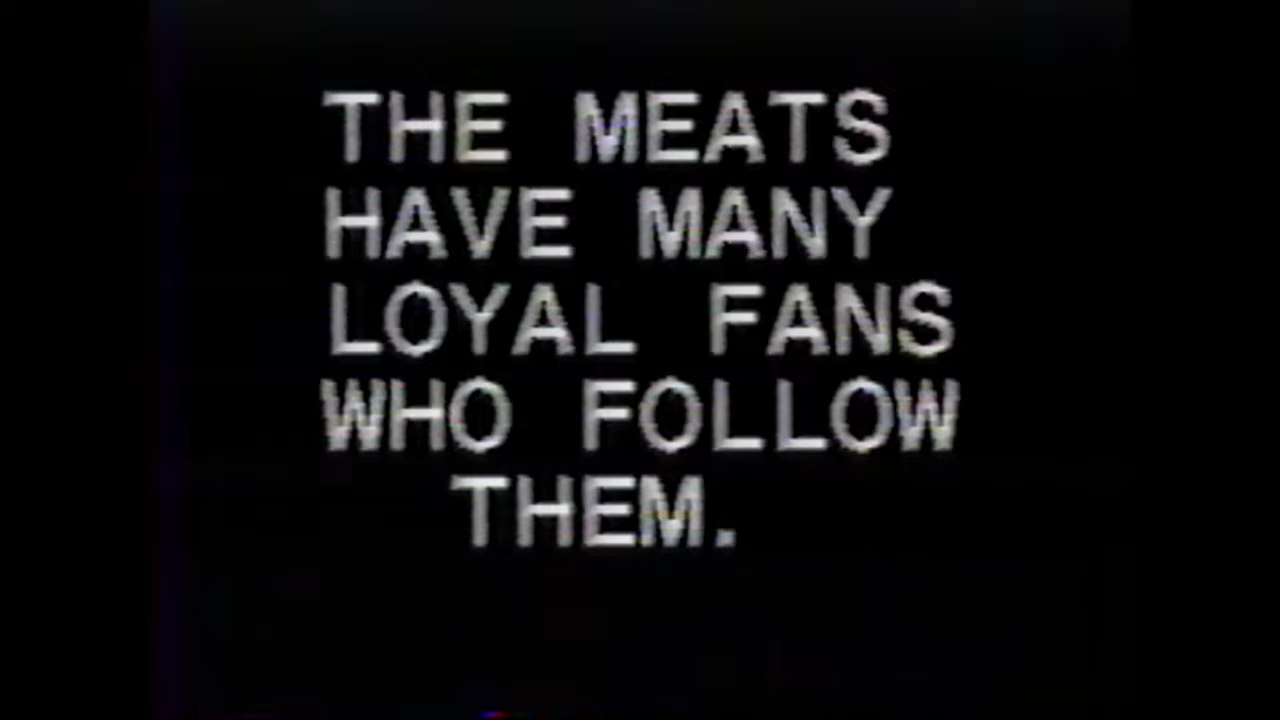 THE MEATS
HAVE MANY
LOYAL FANS
WHO FOLLOW
THEM.